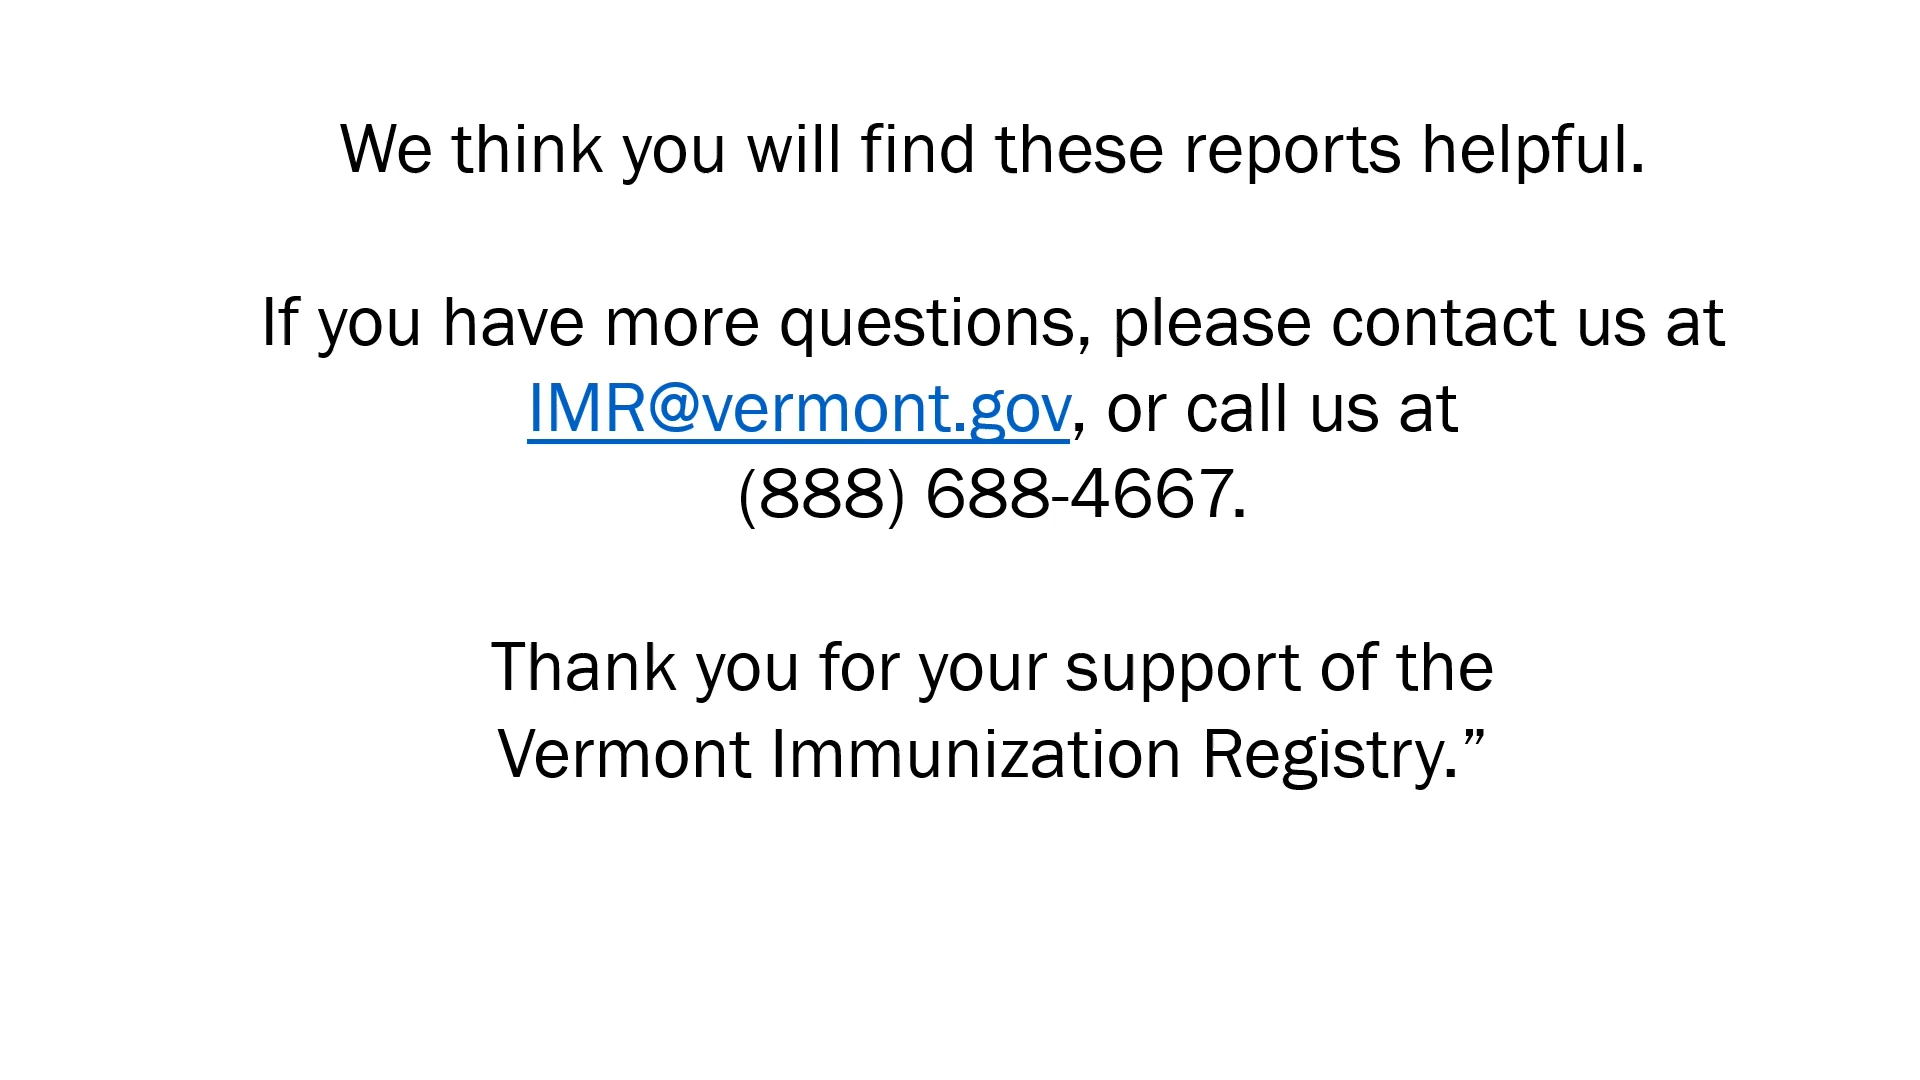 We think you will find these reports helpful.
If you have more questions, please contact us at
IMR@vermont.gov, or call us at
(888) 688-4667.
Thank you for your support of the
Vermont Immunization Registry.”